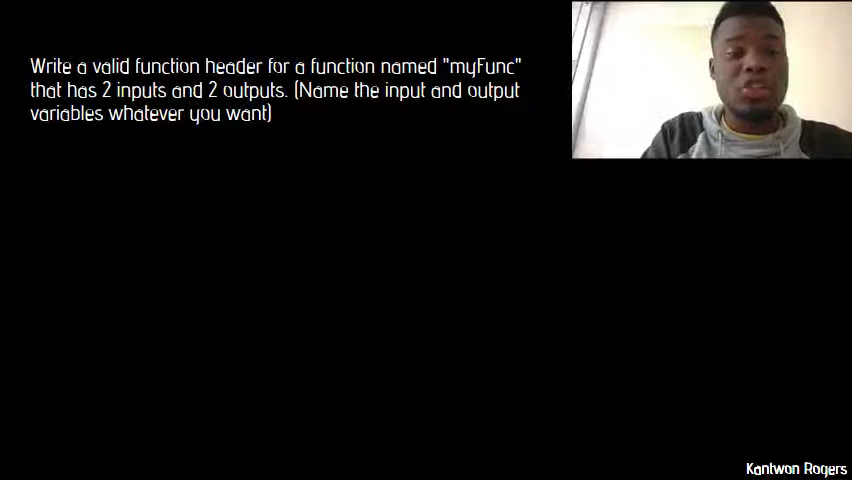 Write a valid function header for a function named "myFunc"
that has 2 inputs and 2 outputs. (Name the input and output
variables whatever you want)
Kantwon Rogers